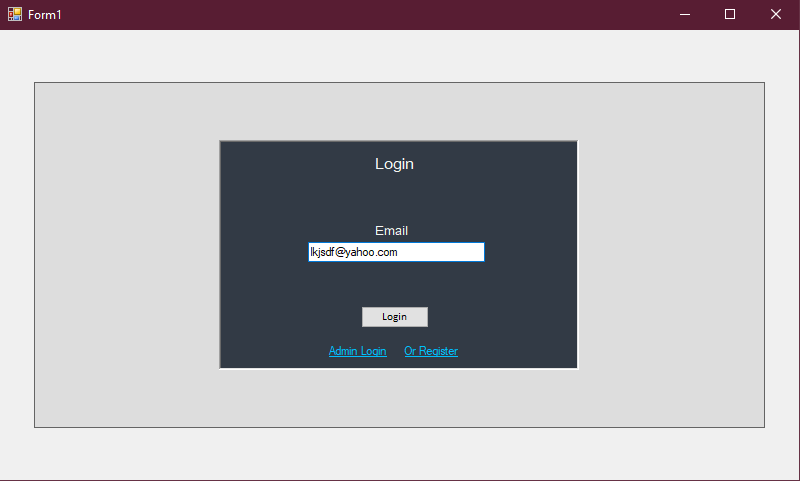 Form1
Login
Email
lkjsdf@yahoo.com
Login
Admin Login Or Register